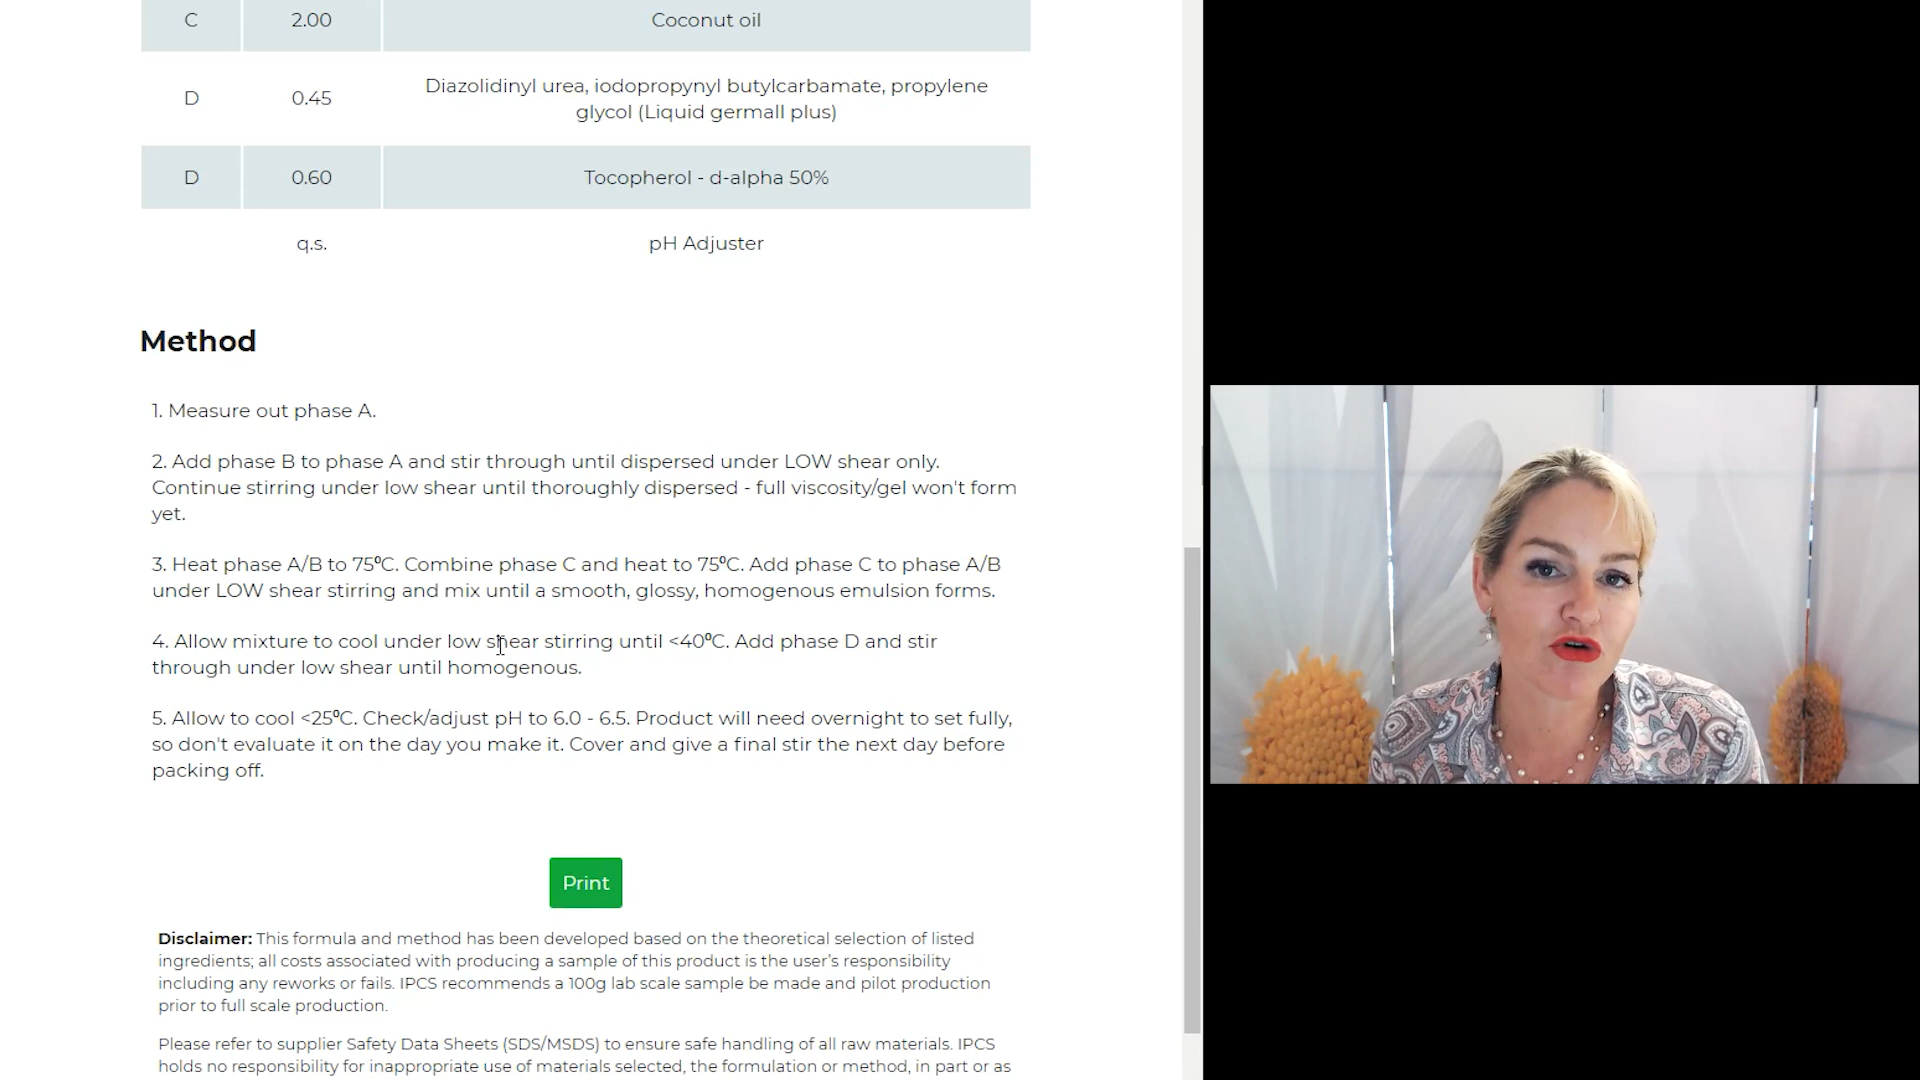 C 2.00 Coconut oil
D 0.45 Diazolidinyl urea, iodopropynyl butylcarbamate, propylene
glycol (Liquid germall plus)
D 0.60 Tocopherol - d-alpha 50%
q.s. pH Adjuster
Method
1. Measure out phase A.
2. Add phase B to phase A and stir through until dispersed under LOW shear only.
Continue stirring under low shear until thoroughly dispersed - full viscosity/gel won't form
yet.
3. Heat phase A/B to 75⁰C. Combine phase C and heat to 75⁰C. Add phase C to phase A/B
under LOW shear stirring and mix until a smooth, glossy, homogenous emulsion forms.
4. Allow mixture to cool under low shear stirring until <40⁰C. Add phase D and stir
through under low shear until homogenous.
5. Allow to cool <25⁰C. Check/adjust pH to 6.0 - 6.5. Product will need overnight to set fully,
so don't evaluate it on the day you make it. Cover and give a final stir the next day before
packing off.
Print
Disclaimer: This formula and method has been developed based on the theoretical selection of listed
ingredients; all costs associated with producing a sample of this product is the user's responsibility
including any reworks or fails. IPCS recommends a 100g lab scale sample be made and pilot production
prior to full scale production.
Please refer to supplier Safety Data Sheets (SDS/MSDS) to ensure safe handling of all raw materials. IPCS
holds no responsibility for inappropriate use of materials selected, the formulation or method, in part or as